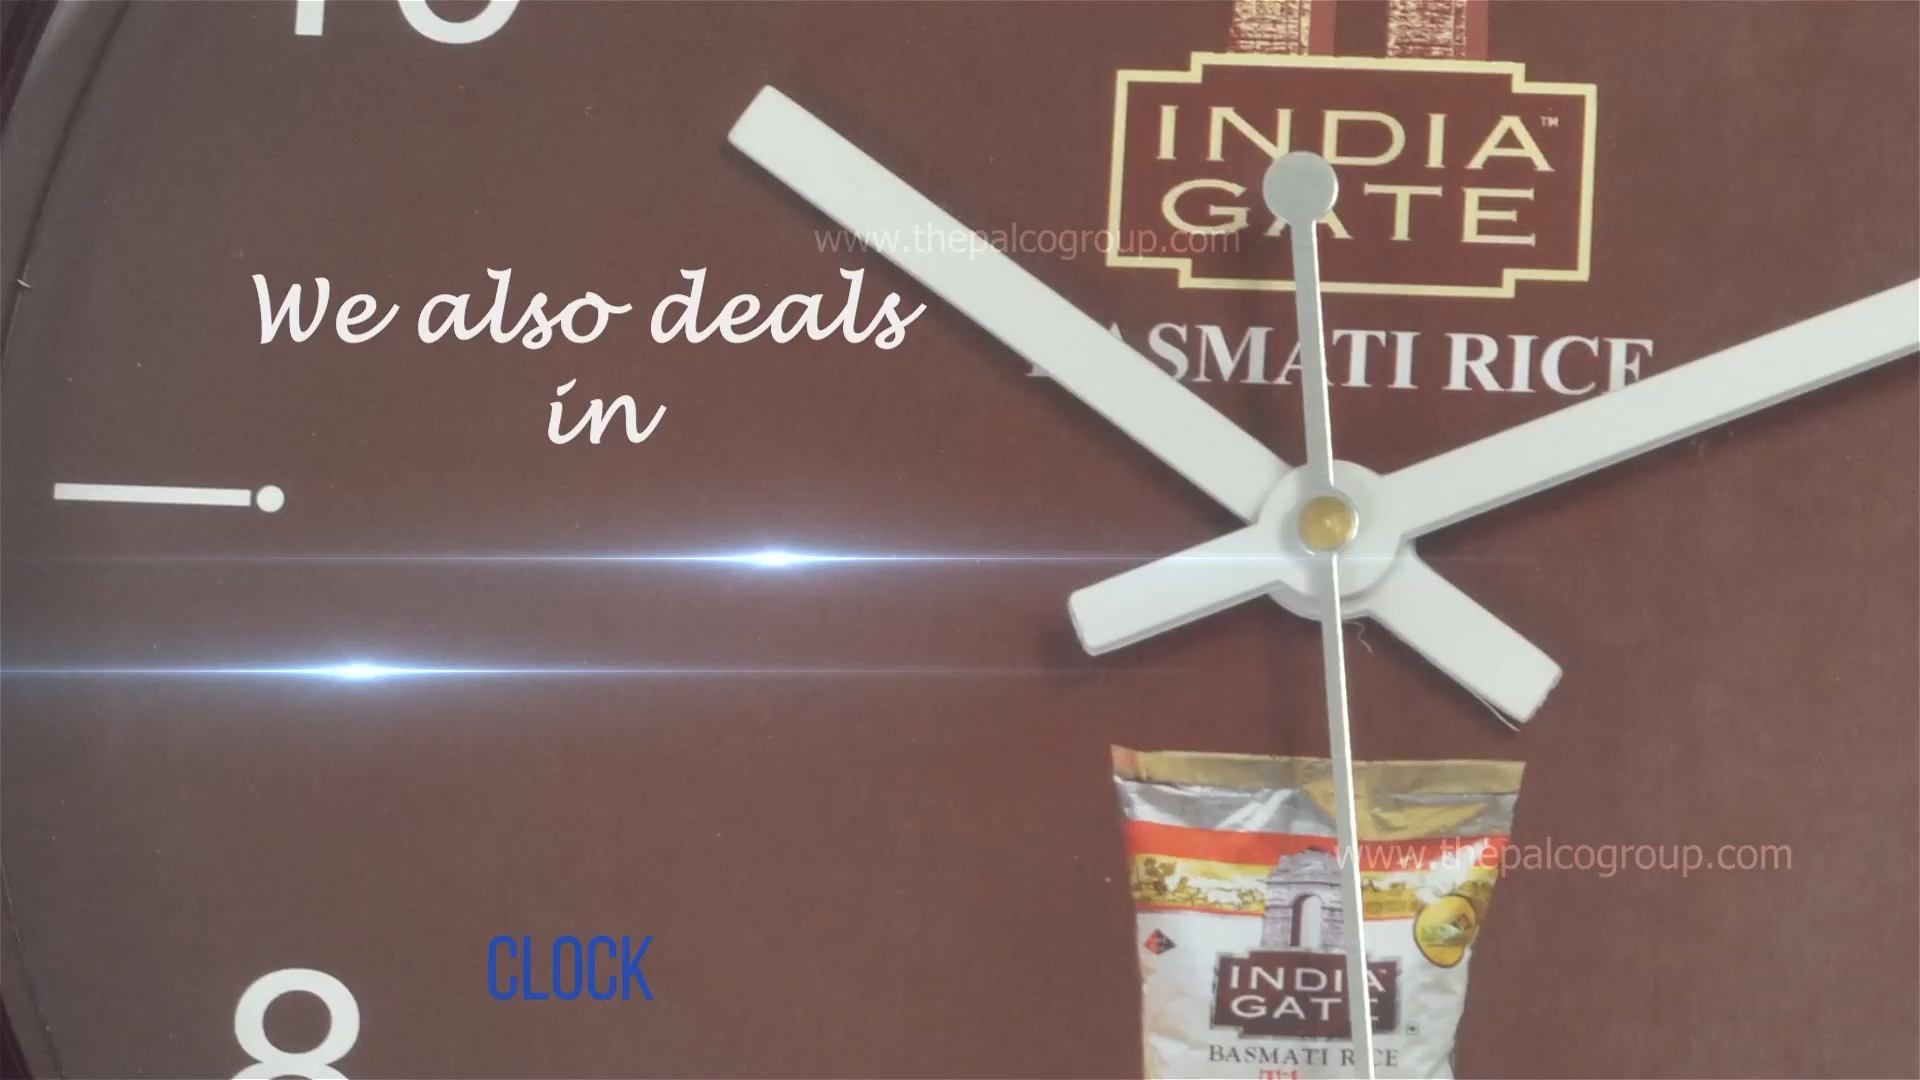 10
INDIA™
GATE
www.thepalcogroup.com
BASMATI RICE
We also deals
in
www.thepalcogroup.com
CLOCK
INDIA
GATE
8
BASMATI RICE